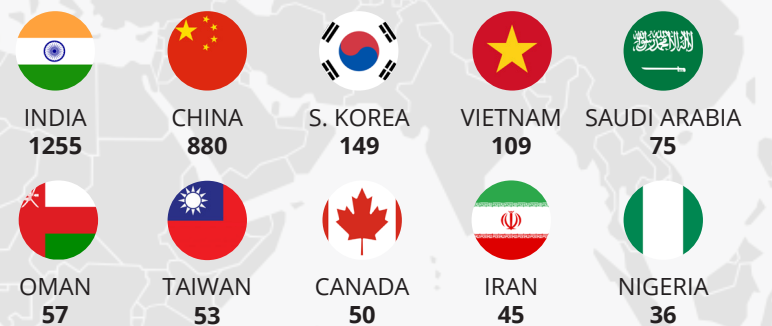 INDIA
1255
CHINA
880
S. KOREA
149
VIETNAM
109
SAUDI ARABIA
75
OMAN
57
TAIWAN
53
CANADA
50
IRAN
45
NIGERIA
36